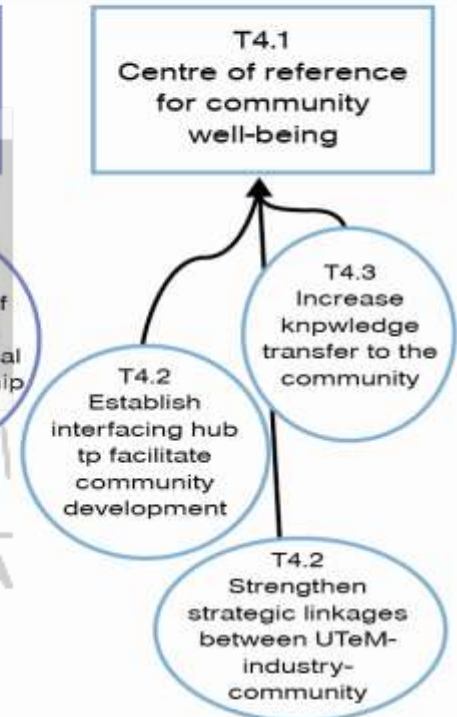 T4.1
Centre of reference
for community
well-being
T4.3
Increase
knpwledge
transfer to the
community
T4.2
Establish
interfacing hub
tp facilitate
community
development
T4.2
Strengthen
strategic linkages
between UTeM-
industry-
community